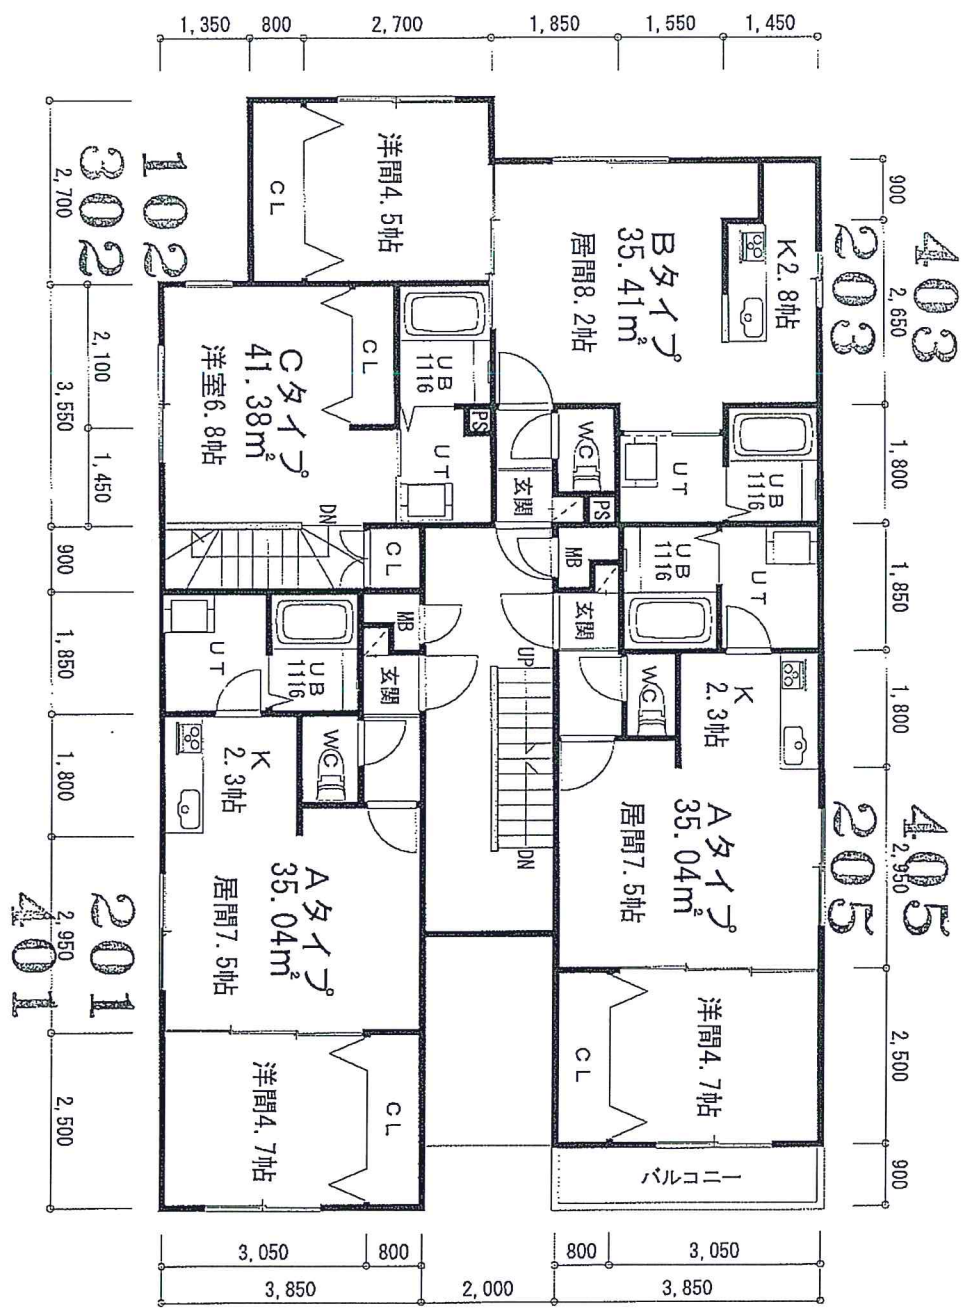 1,350
800
2,700
1,850
1,550
1,450
102
302
403
203
201
401
405
205
洋間4.5帖
CL
Bタイプ
35.41㎡
居間8.2帖
K2.8帖
Cタイプ
41.38㎡
洋室6.8帖
CL
UB
1116
PS
UT
DN
CL
WC
玄関
PS
UT
UB
1116
MB
UB
1116
UT
玄関
WC
K
2.3帖
Aタイプ
35.04㎡
居間7.5帖
洋間4.7帖
CL
バルコニー
UP
DN
MB
玄関
UB
1116
UT
WC
K
2.3帖
Aタイプ
35.04㎡
居間7.5帖
洋間4.7帖
CL
2,700
3,550
2,100
1,450
900
1,850
1,800
2,950
2,500
900
2,650
1,800
1,850
1,800
2,950
2,500
900
3,050
800
800
3,050
3,850
2,000
3,850